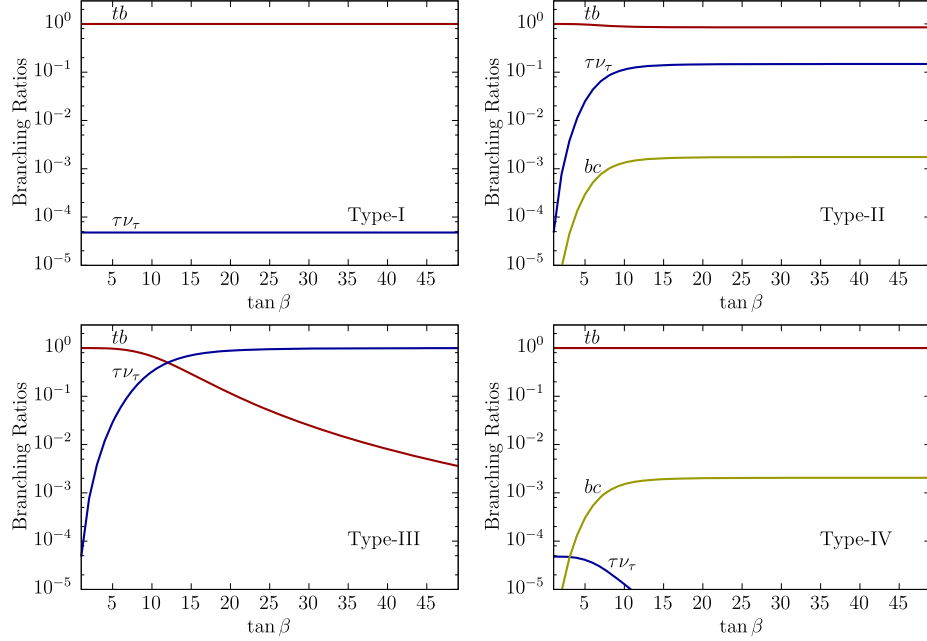 Branching Ratios
10^0
10^{-1}
10^{-2}
10^{-3}
10^{-4}
10^{-5}
tb
τν_τ
Type-I
5 10 15 20 25 30 35 40 45
tan β
Branching Ratios
10^0
10^{-1}
10^{-2}
10^{-3}
10^{-4}
10^{-5}
tb
τν_τ
bc
Type-II
5 10 15 20 25 30 35 40 45
tan β
Branching Ratios
10^0
10^{-1}
10^{-2}
10^{-3}
10^{-4}
10^{-5}
tb
τν_τ
Type-III
5 10 15 20 25 30 35 40 45
tan β
Branching Ratios
10^0
10^{-1}
10^{-2}
10^{-3}
10^{-4}
10^{-5}
tb
bc
Type-IV
τν_τ
5 10 15 20 25 30 35 40 45
tan β